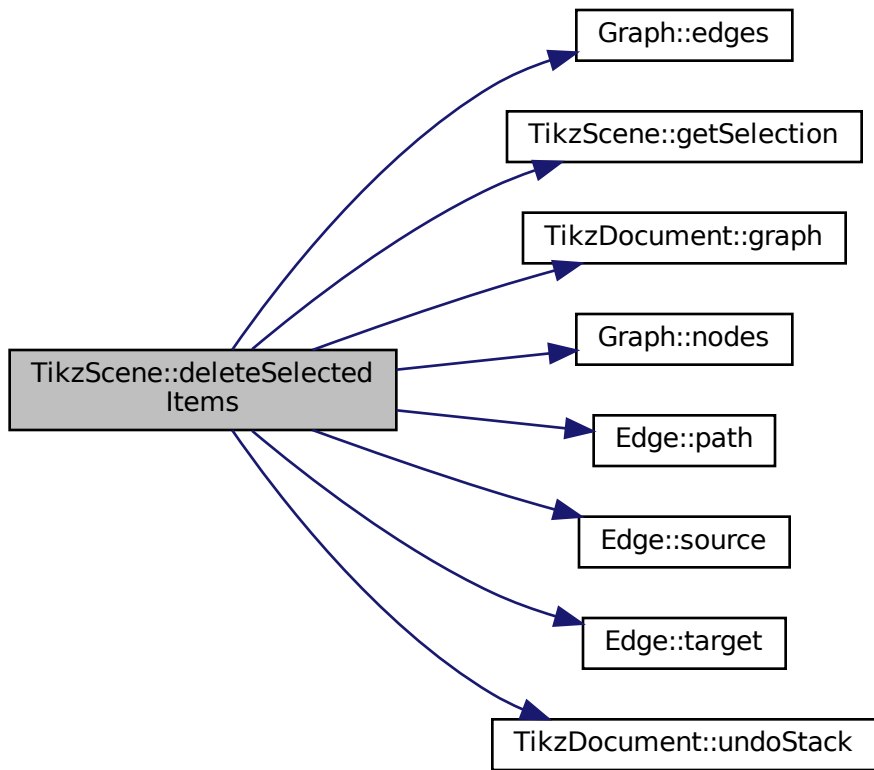 Graph::edges
TikzScene::getSelection
TikzDocument::graph
Graph::nodes
TikzScene::deleteSelected
Items
Edge::path
Edge::source
Edge::target
TikzDocument::undoStack